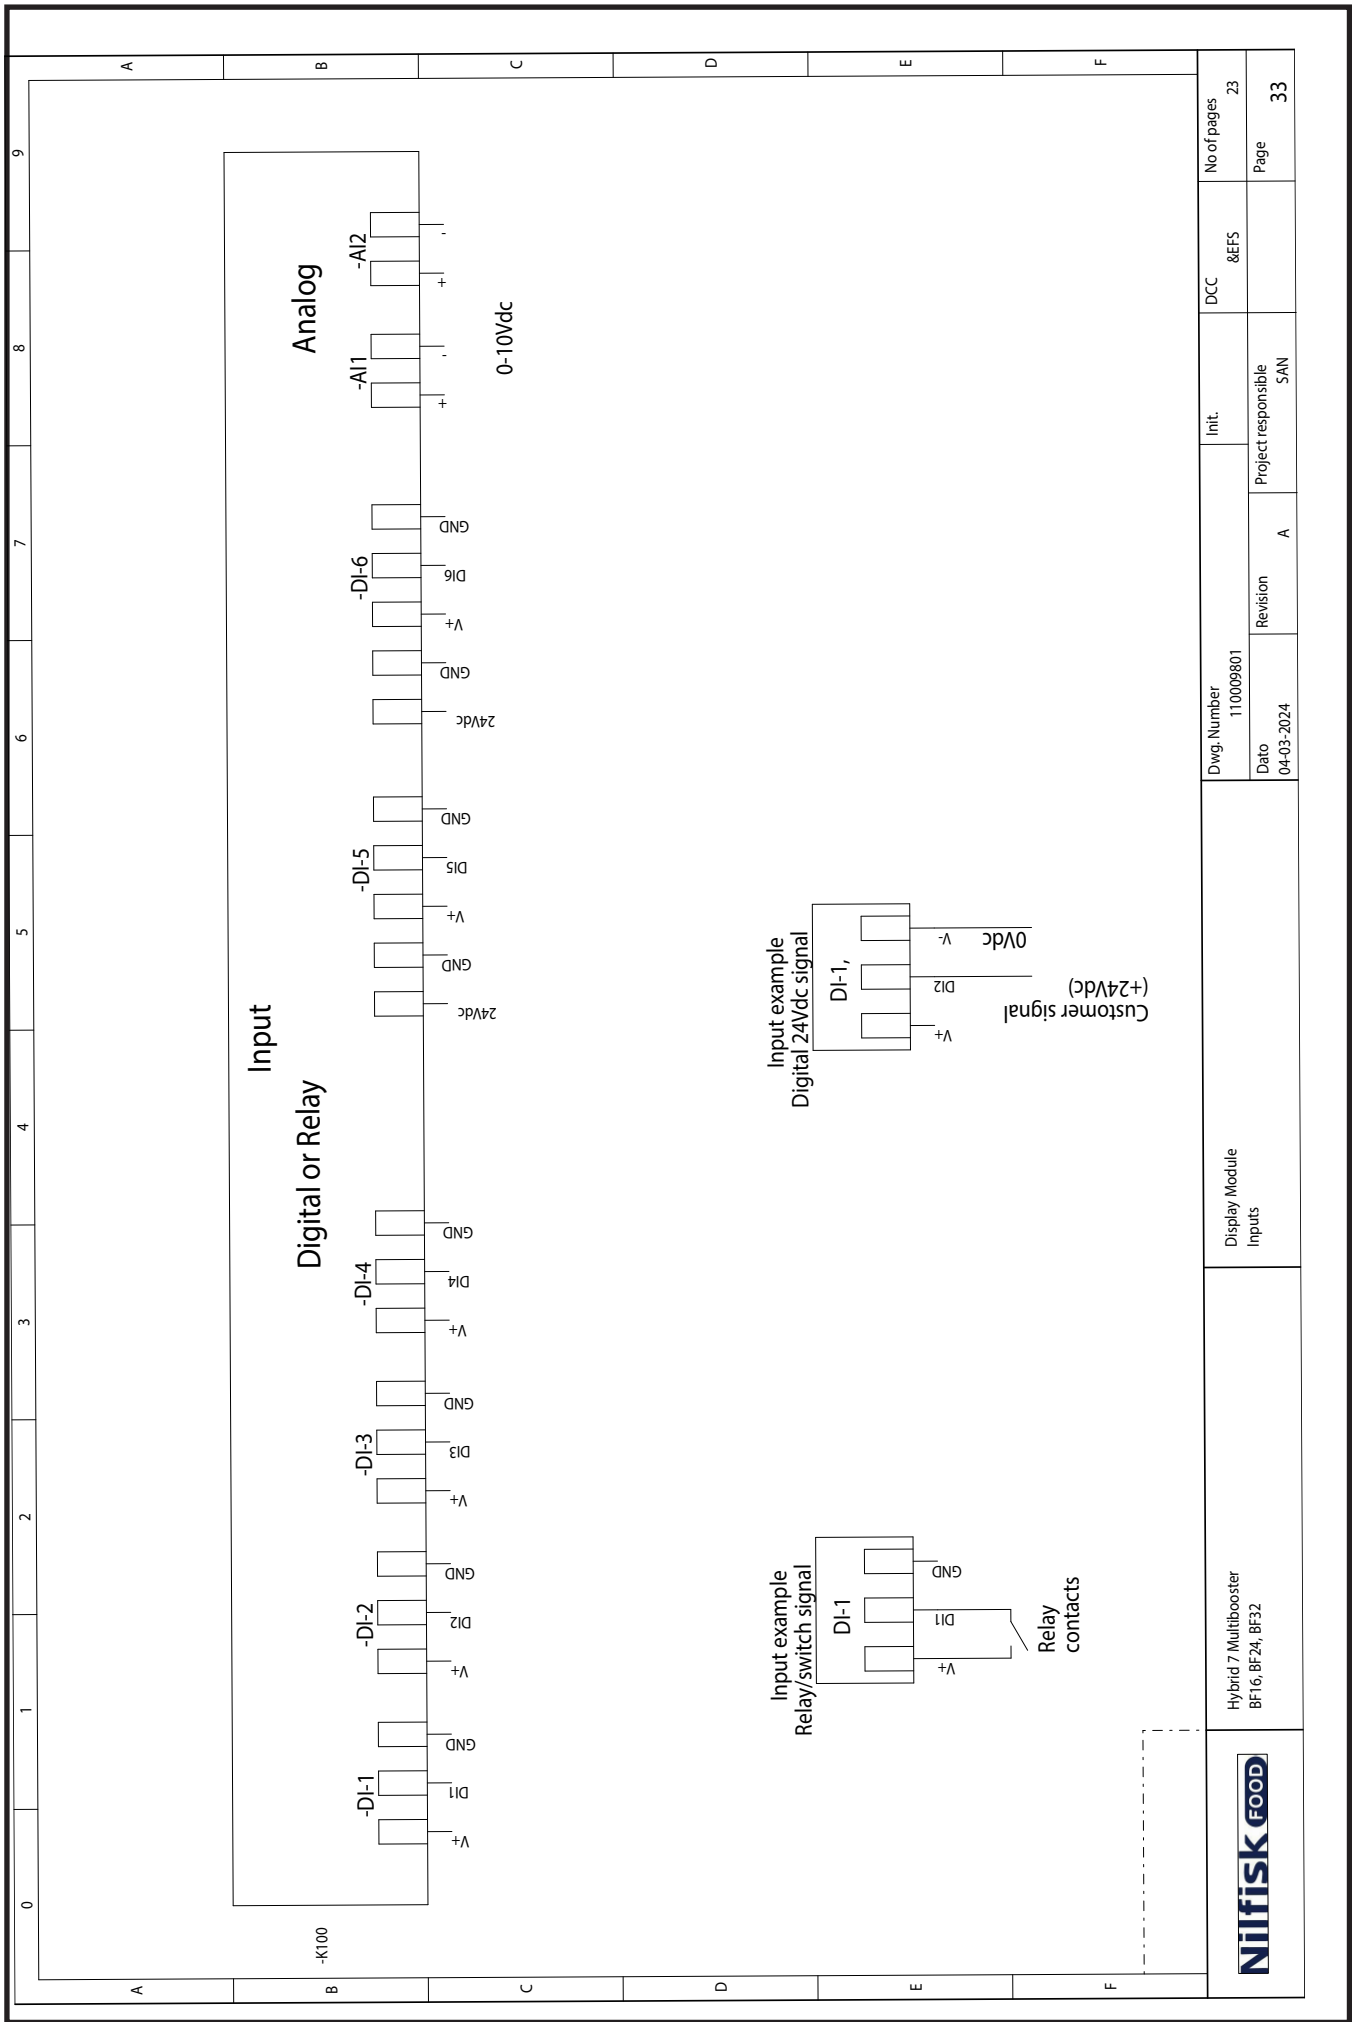 0
1
2
3
4
5
6
7
8
9
A
B
C
D
E
F
A
B
C
D
E
F
-K100
Input
Digital or Relay
Analog
-DI-1
V+
DI1
GND
-DI-2
V+
DI2
GND
-DI-3
V+
DI3
GND
-DI-4
V+
DI4
GND
-DI-5
24Vdc
GND
V+
DI5
GND
-DI-6
24Vdc
GND
V+
DI6
GND
-AI1
+
-
-AI2
+
-
0-10Vdc
Input example
Relay/switch signal
DI-1
V+
DI1
GND
Relay
contacts
Input example
Digital 24Vdc signal
DI-1,
V+
DI2
V-
0Vdc
Customer signal
(+24Vdc)
Nilfisk FOOD
Hybrid 7 Multibooster
BF16, BF24, BF32
Display Module
Inputs
Dwg. Number
110009801
Init.
DCC
&EFS
No of pages
23
Dato
04-03-2024
Revision
A
Project responsible
SAN
Page
33